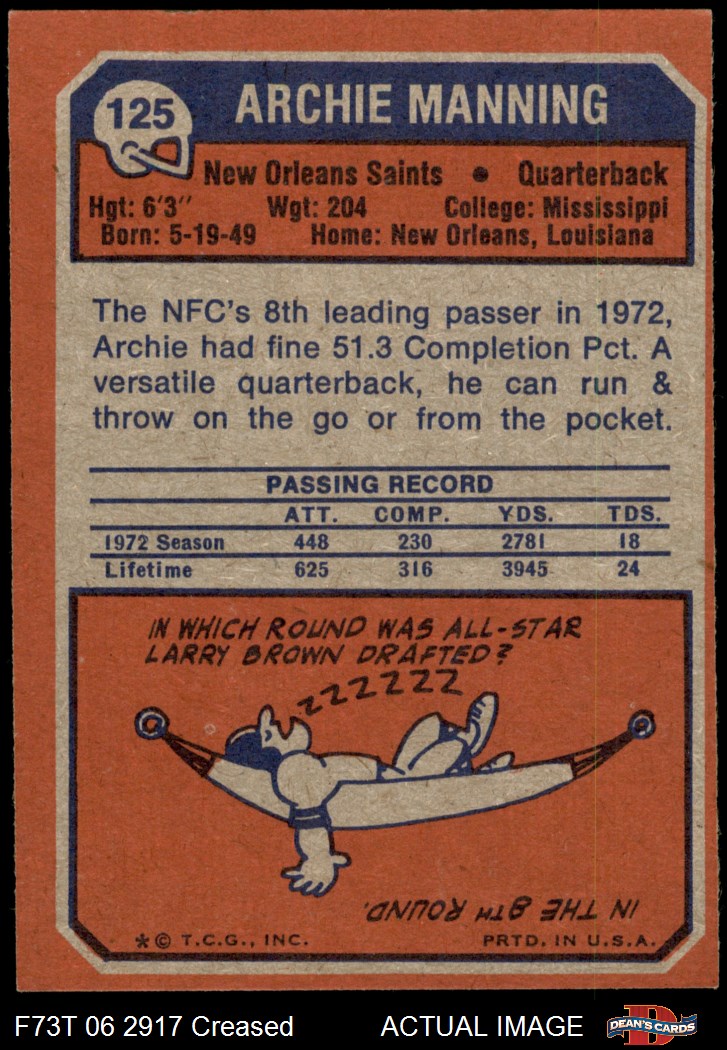 125 ARCHIE MANNING
New Orleans Saints • Quarterback
Hgt: 6'3" Wgt: 204 College: Mississippi
Born: 5-19-49 Home: New Orleans, Louisiana
The NFC's 8th leading passer in 1972,
Archie had fine 51.3 Completion Pct. A
versatile quarterback, he can run &
throw on the go or from the pocket.
PASSING RECORD
ATT. COMP. YDS. TDS.
1972 Season 448 230 2781 18
Lifetime 625 316 3945 24
IN WHICH ROUND WAS ALL-STAR
LARRY BROWN DRAFTED?
ZZZZZZZ
IN THE 8TH ROUND.
*© T.C.G., INC. PRTD. IN U.S.A.
F73T 06 2917 Creased ACTUAL IMAGE D DEAN'S CARDS